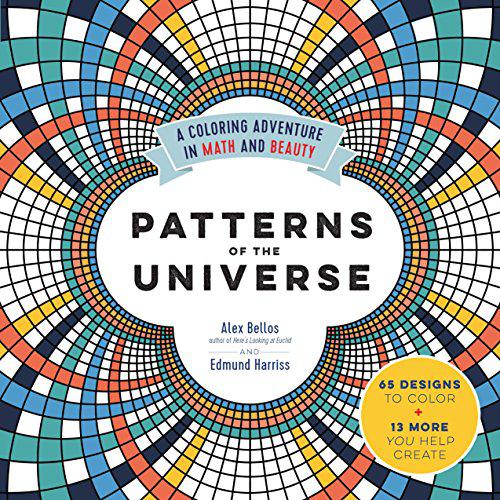 A COLORING ADVENTURE
IN MATH AND BEAUTY
PATTERNS
OF THE
UNIVERSE
Alex Bellos
author of Here's Looking at Euclid
AND
Edmund Harriss
65 DESIGNS
TO COLOR
+
13 MORE
YOU HELP
CREATE